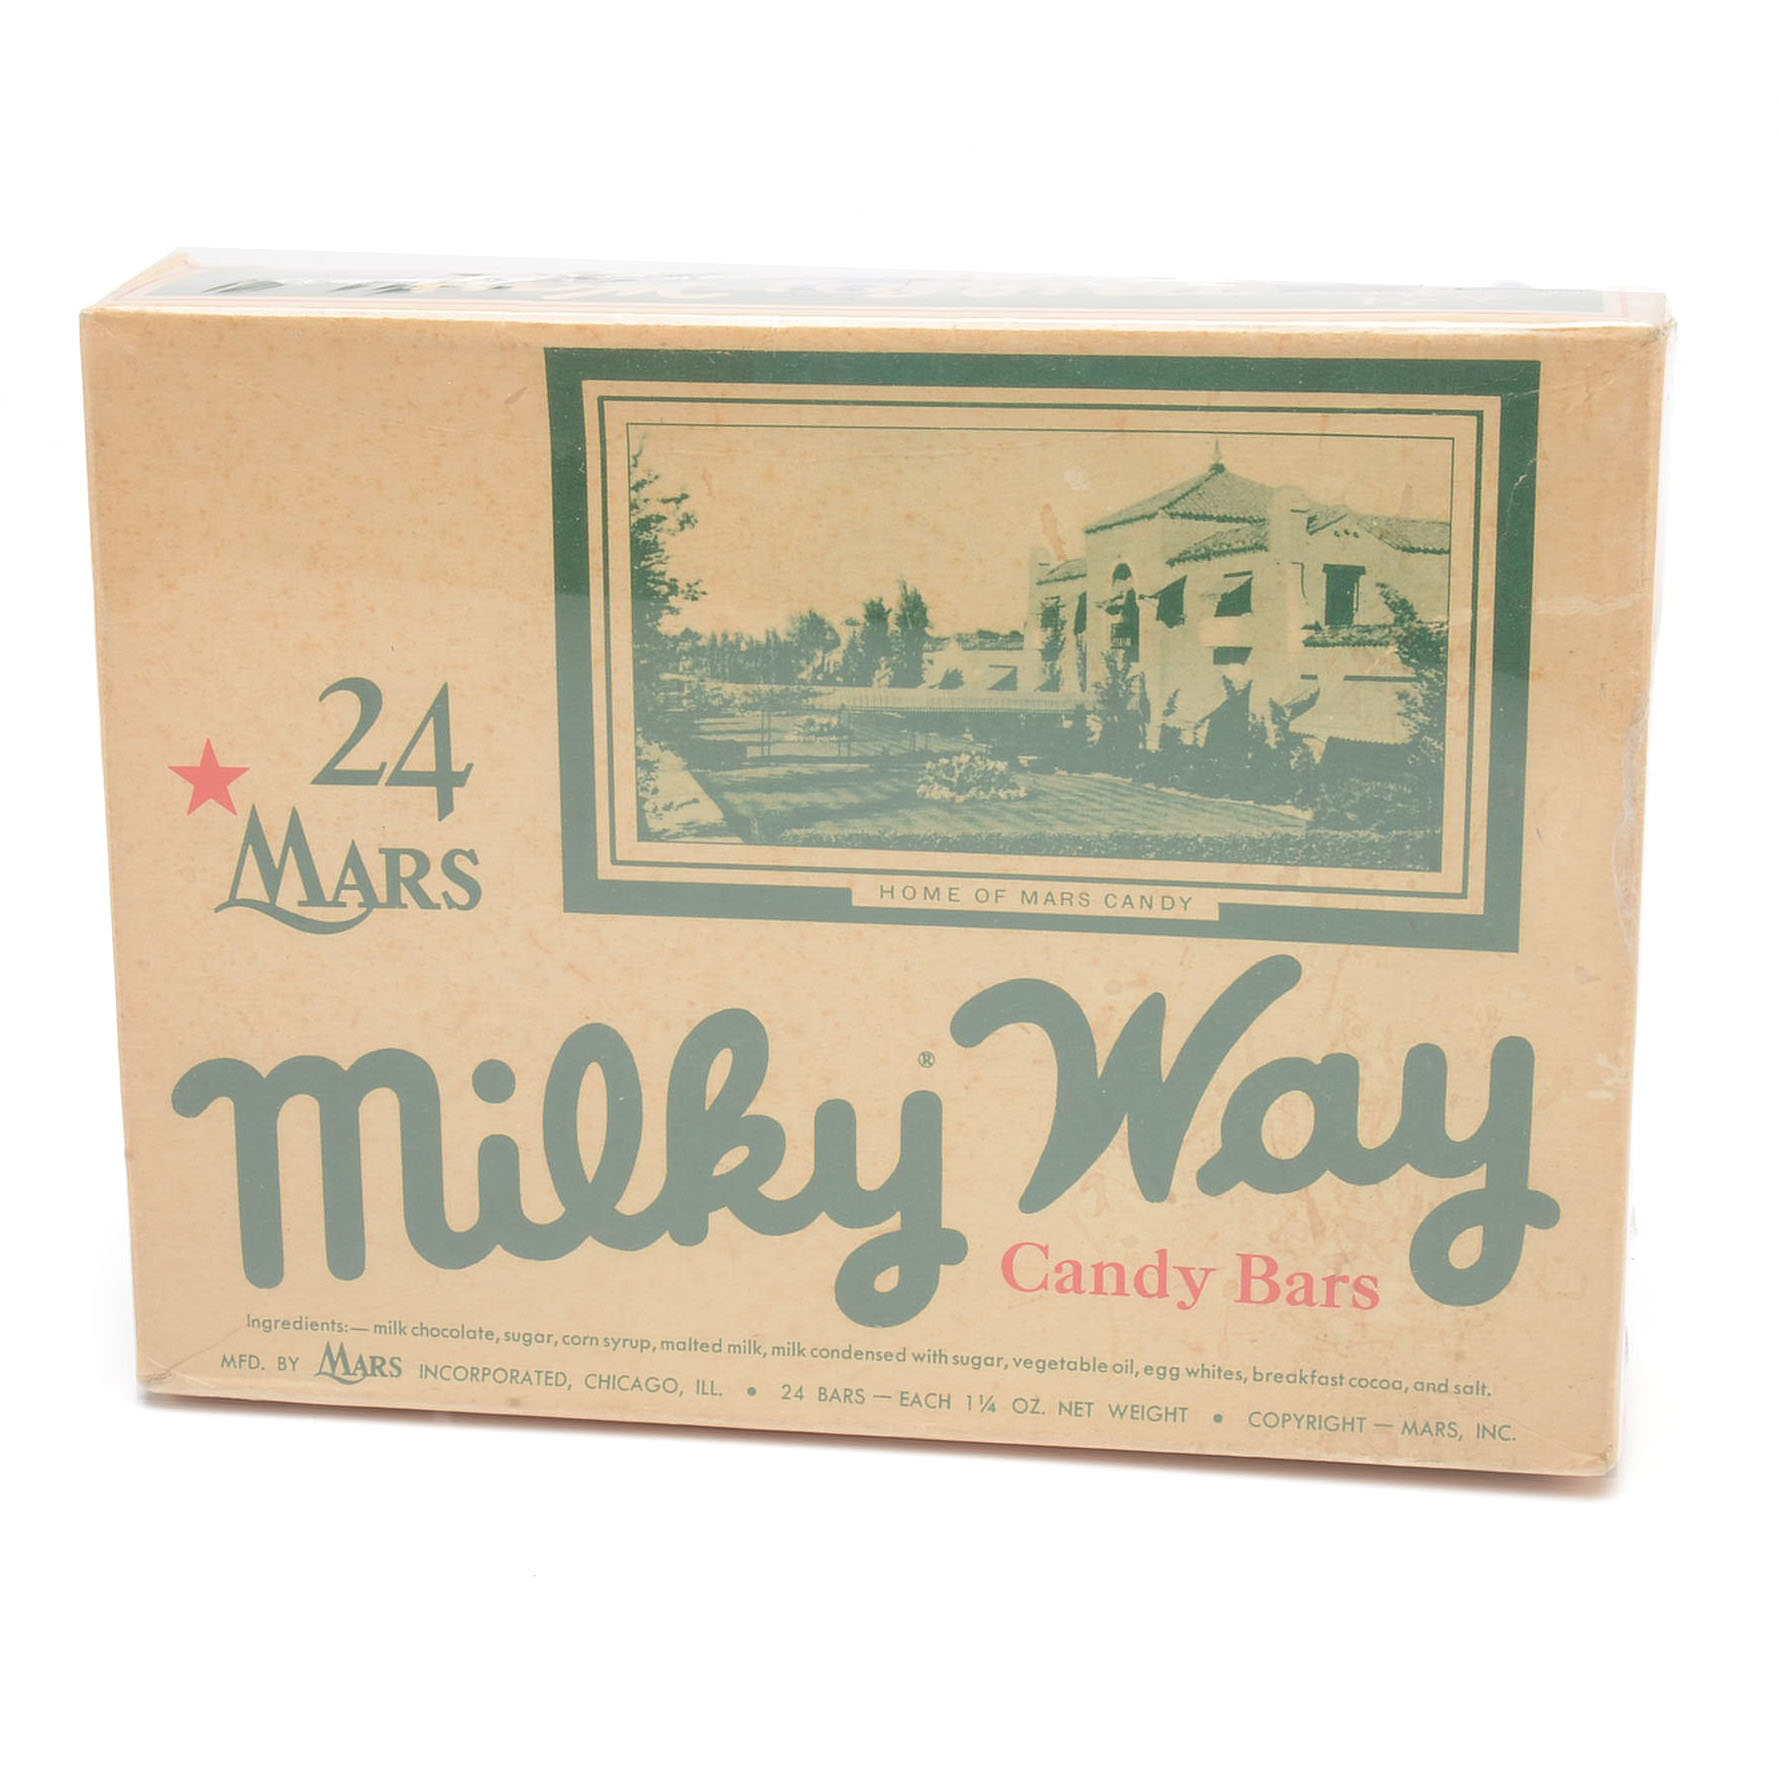 24
MARS
HOME OF MARS CANDY
Milky® Way
Candy Bars
Ingredients:— milk chocolate, sugar, corn syrup, malted milk, milk condensed with sugar, vegetable oil, egg whites, breakfast cocoa, and salt.
MFD. BY MARS INCORPORATED, CHICAGO, ILL. • 24 BARS — EACH 1¼ OZ. NET WEIGHT • COPYRIGHT — MARS, INC.